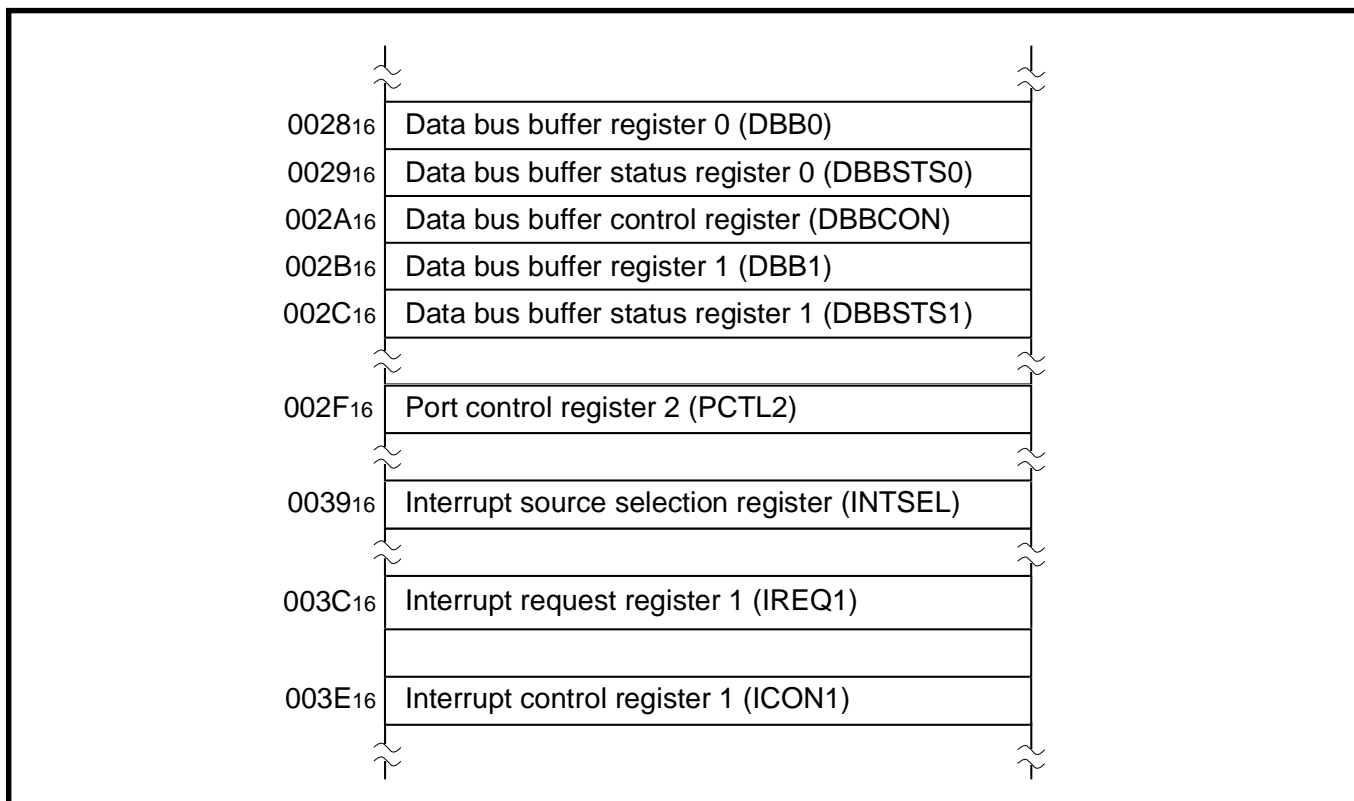 0028₁₆ Data bus buffer register 0 (DBB0)
0029₁₆ Data bus buffer status register 0 (DBBSTS0)
002A₁₆ Data bus buffer control register (DBBCON)
002B₁₆ Data bus buffer register 1 (DBB1)
002C₁₆ Data bus buffer status register 1 (DBBSTS1)
002F₁₆ Port control register 2 (PCTL2)
0039₁₆ Interrupt source selection register (INTSEL)
003C₁₆ Interrupt request register 1 (IREQ1)
003E₁₆ Interrupt control register 1 (ICON1)